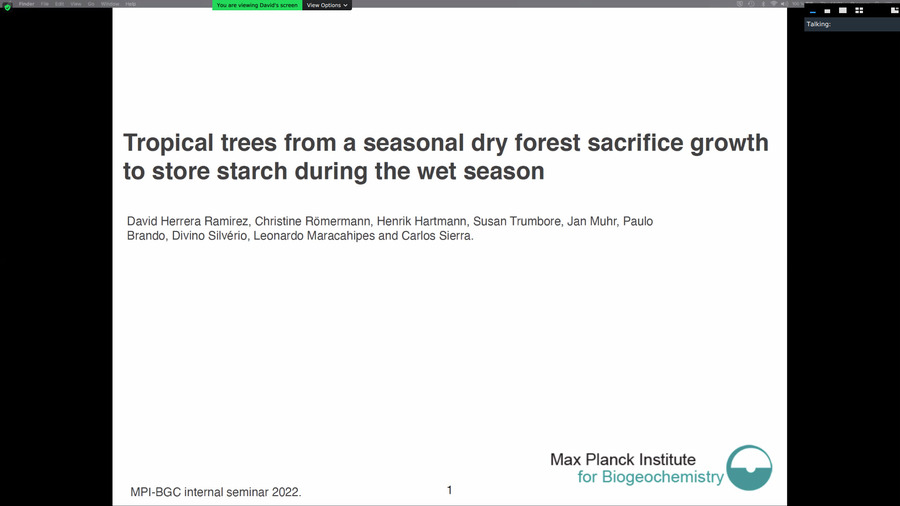 Finder File Edit View Go Window Help
You are viewing David's screen View Options
Talking:
Tropical trees from a seasonal dry forest sacrifice growth
to store starch during the wet season
David Herrera Ramirez, Christine Römermann, Henrik Hartmann, Susan Trumbore, Jan Muhr, Paulo
Brando, Divino Silvério, Leonardo Maracahipes and Carlos Sierra.
Max Planck Institute
for Biogeochemistry
MPI-BGC internal seminar 2022.
1